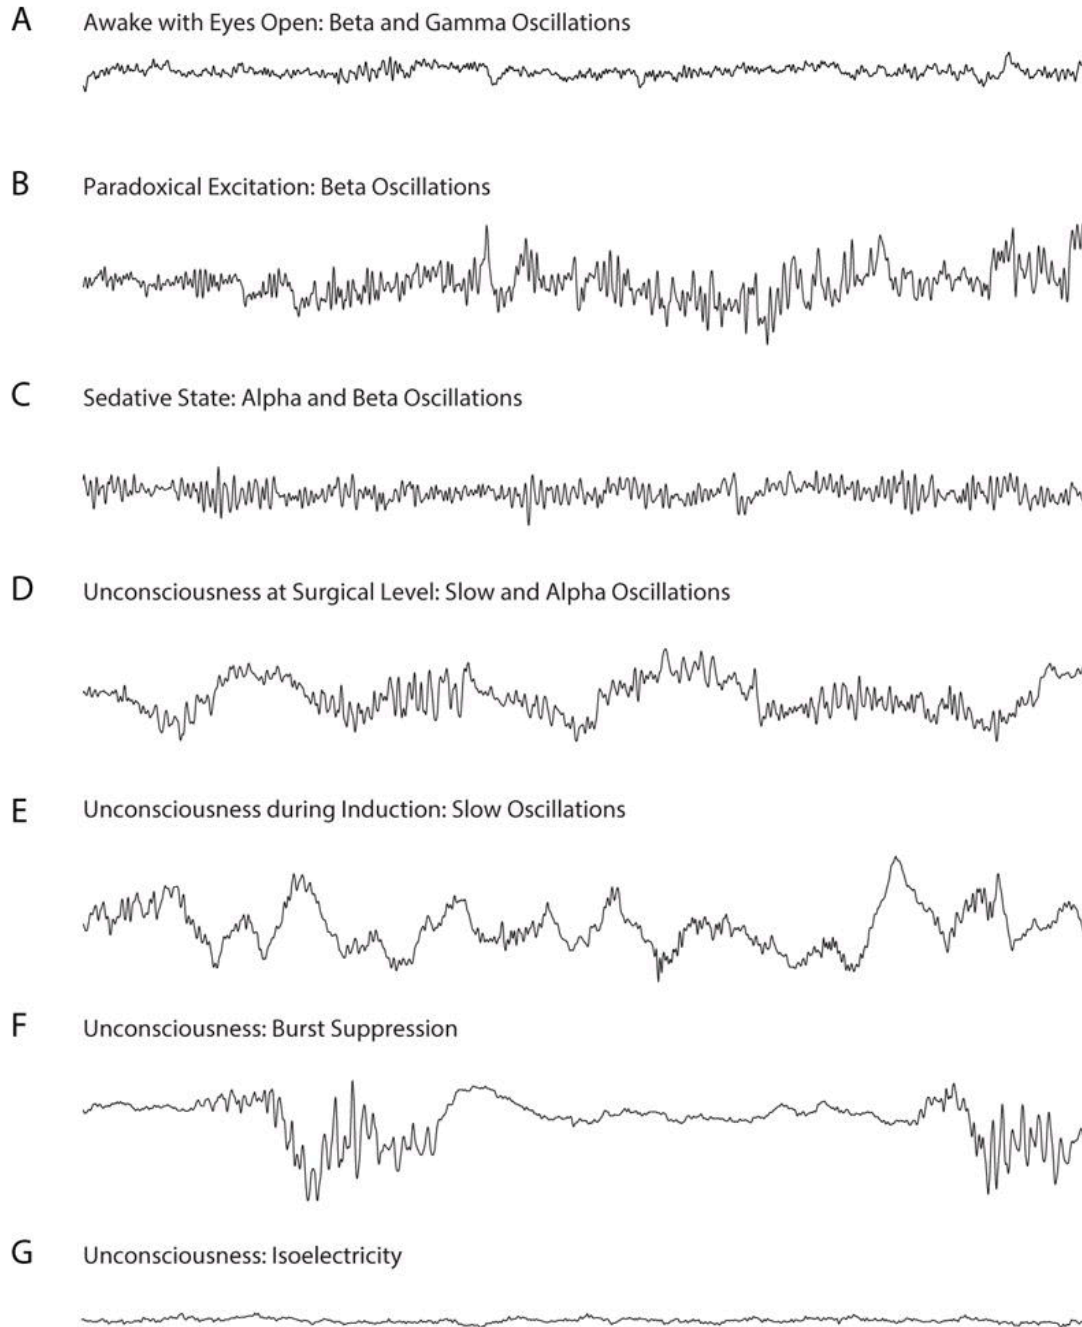 A Awake with Eyes Open: Beta and Gamma Oscillations
B Paradoxical Excitation: Beta Oscillations
C Sedative State: Alpha and Beta Oscillations
D Unconsciousness at Surgical Level: Slow and Alpha Oscillations
E Unconsciousness during Induction: Slow Oscillations
F Unconsciousness: Burst Suppression
G Unconsciousness: Isoelectricity